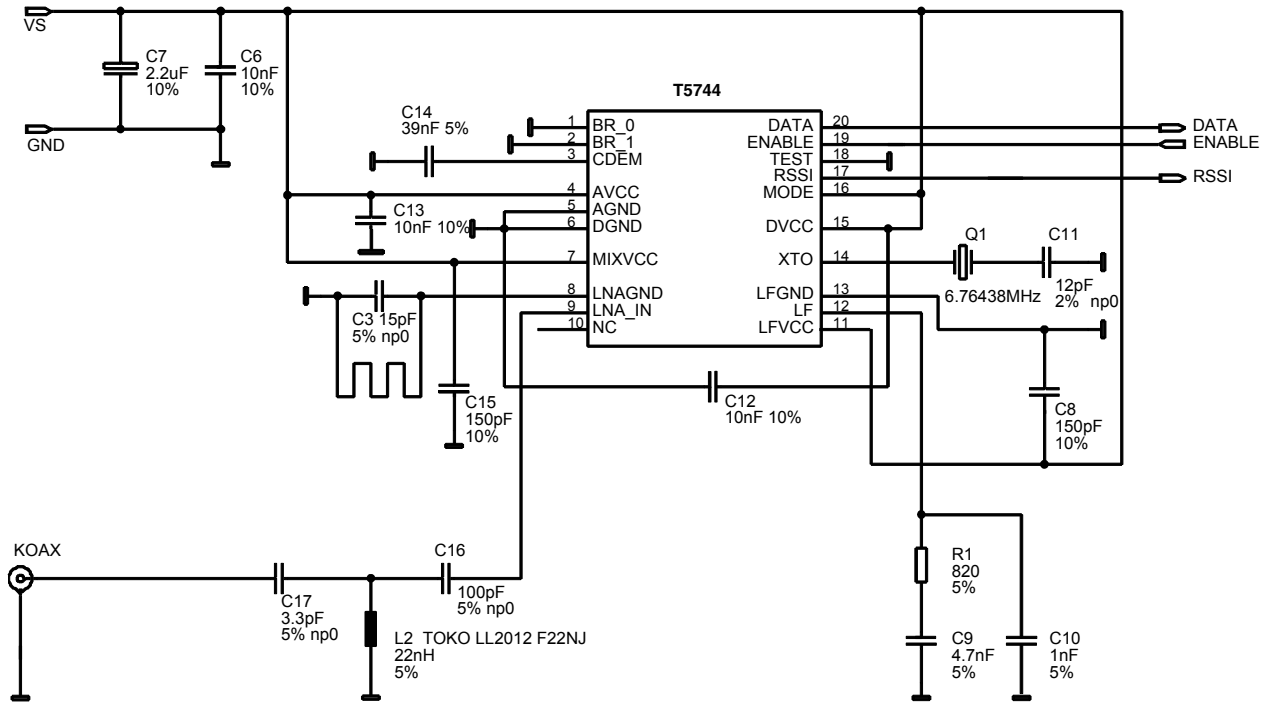 VS
C7
2.2uF
10%
C6
10nF
10%
GND
T5744
C14
39nF 5%
1 BR_0
2 BR_1
3 CDEM
4 AVCC
5 AGND
6 DGND
7 MIXVCC
8 LNAGND
9 LNA_IN
10 NC
DATA 20
ENABLE 19
TEST 18
RSSI 17
MODE 16
DVCC 15
XTO 14
LFGND 13
LF 12
LFVCC 11
DATA
ENABLE
RSSI
C13
10nF 10%
Q1
6.76438MHz
C11
12pF
2% np0
C3 15pF
5% np0
C15
150pF
10%
C12
10nF 10%
C8
150pF
10%
KOAX
C17
3.3pF
5% np0
C16
100pF
5% np0
L2 TOKO LL2012 F22NJ
22nH
5%
R1
820
5%
C9
4.7nF
5%
C10
1nF
5%